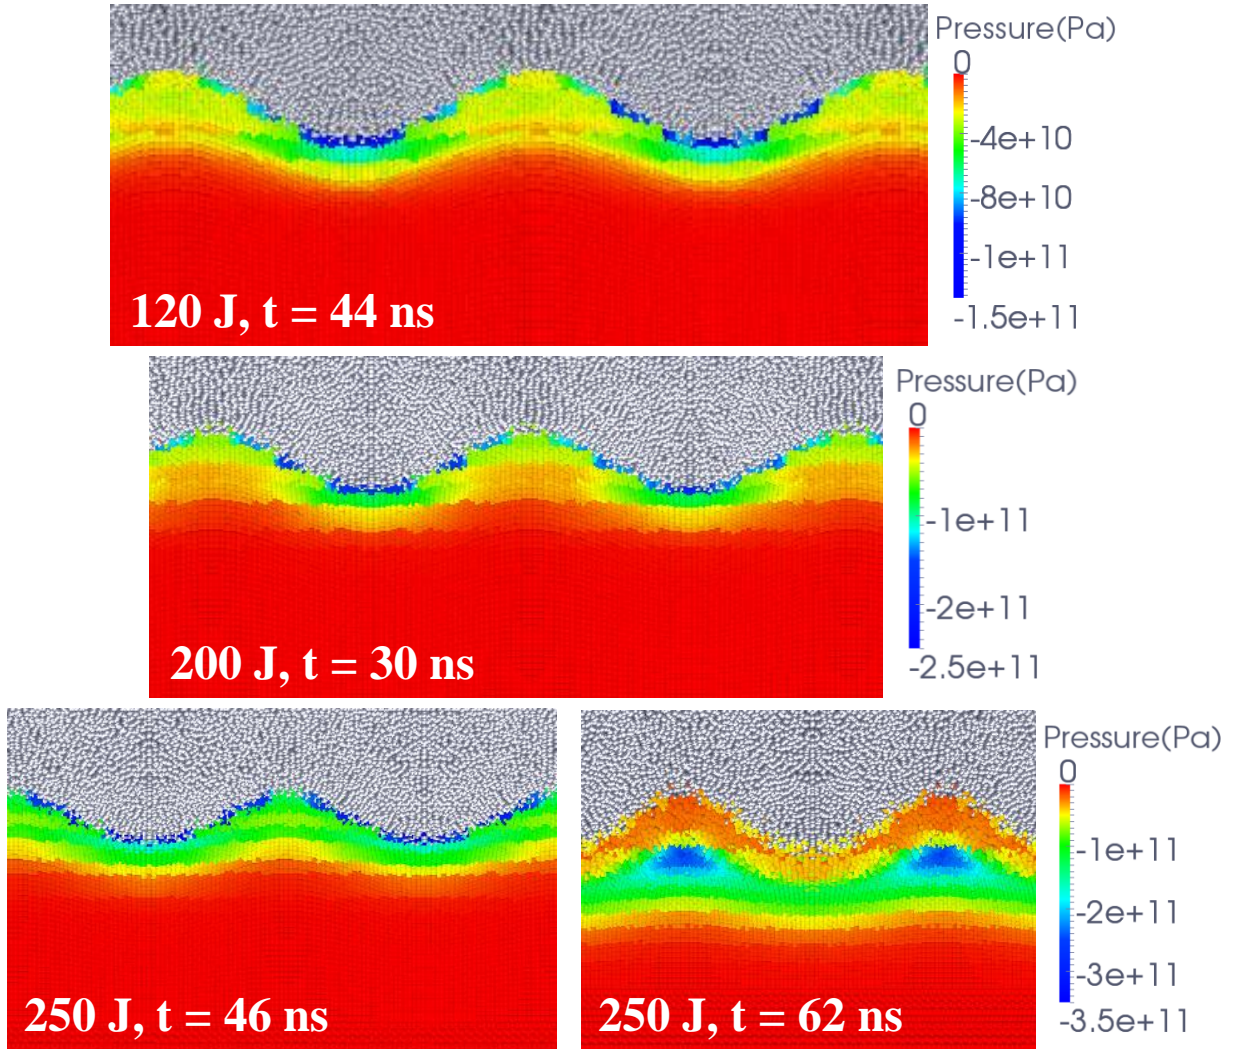 Pressure(Pa)
0
-4e+10
-8e+10
-1e+11
-1.5e+11
120 J, t = 44 ns
Pressure(Pa)
0
-1e+11
-2e+11
-2.5e+11
200 J, t = 30 ns
Pressure(Pa)
0
-1e+11
-2e+11
-3e+11
-3.5e+11
250 J, t = 46 ns
250 J, t = 62 ns